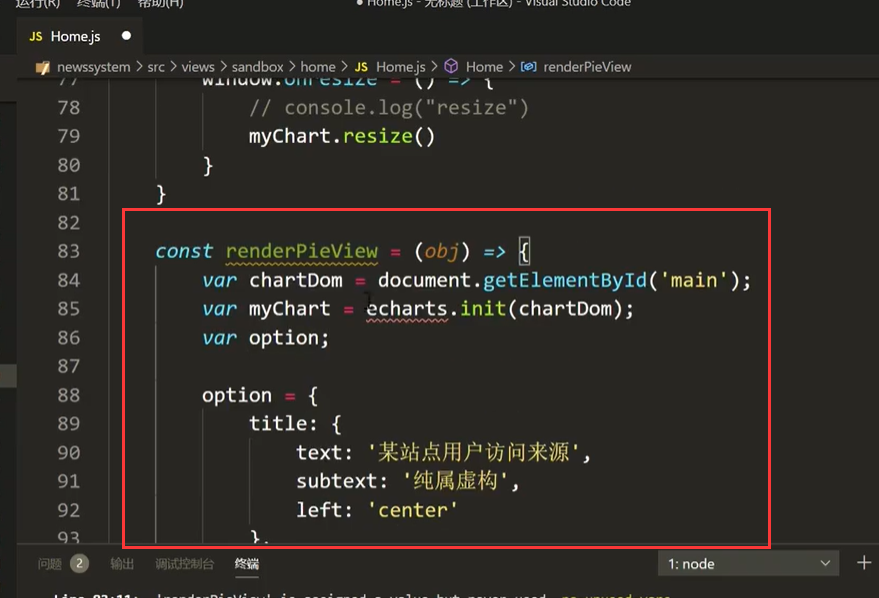 运行(R) 终端(T) 帮助(H) ● Home.js - 无标题 (工作区) - Visual Studio Code
JS Home.js ●
newssystem > src > views > sandbox > home > JS Home.js > Home > renderPieView
77 window.onresize = () => {
78 // console.log("resize")
79 myChart.resize()
80 }
81 }
82
83 const renderPieView = (obj) => {
84 var chartDom = document.getElementById('main');
85 var myChart = echarts.init(chartDom);
86 var option;
87
88 option = {
89 title: {
90 text: '某站点用户访问来源',
91 subtext: '纯属虚构',
92 left: 'center'
93 },
问题 2 输出 调试控制台 终端 1: node
Line 83:11: 'renderPieView' is assigned a value but never used no-unused-vars